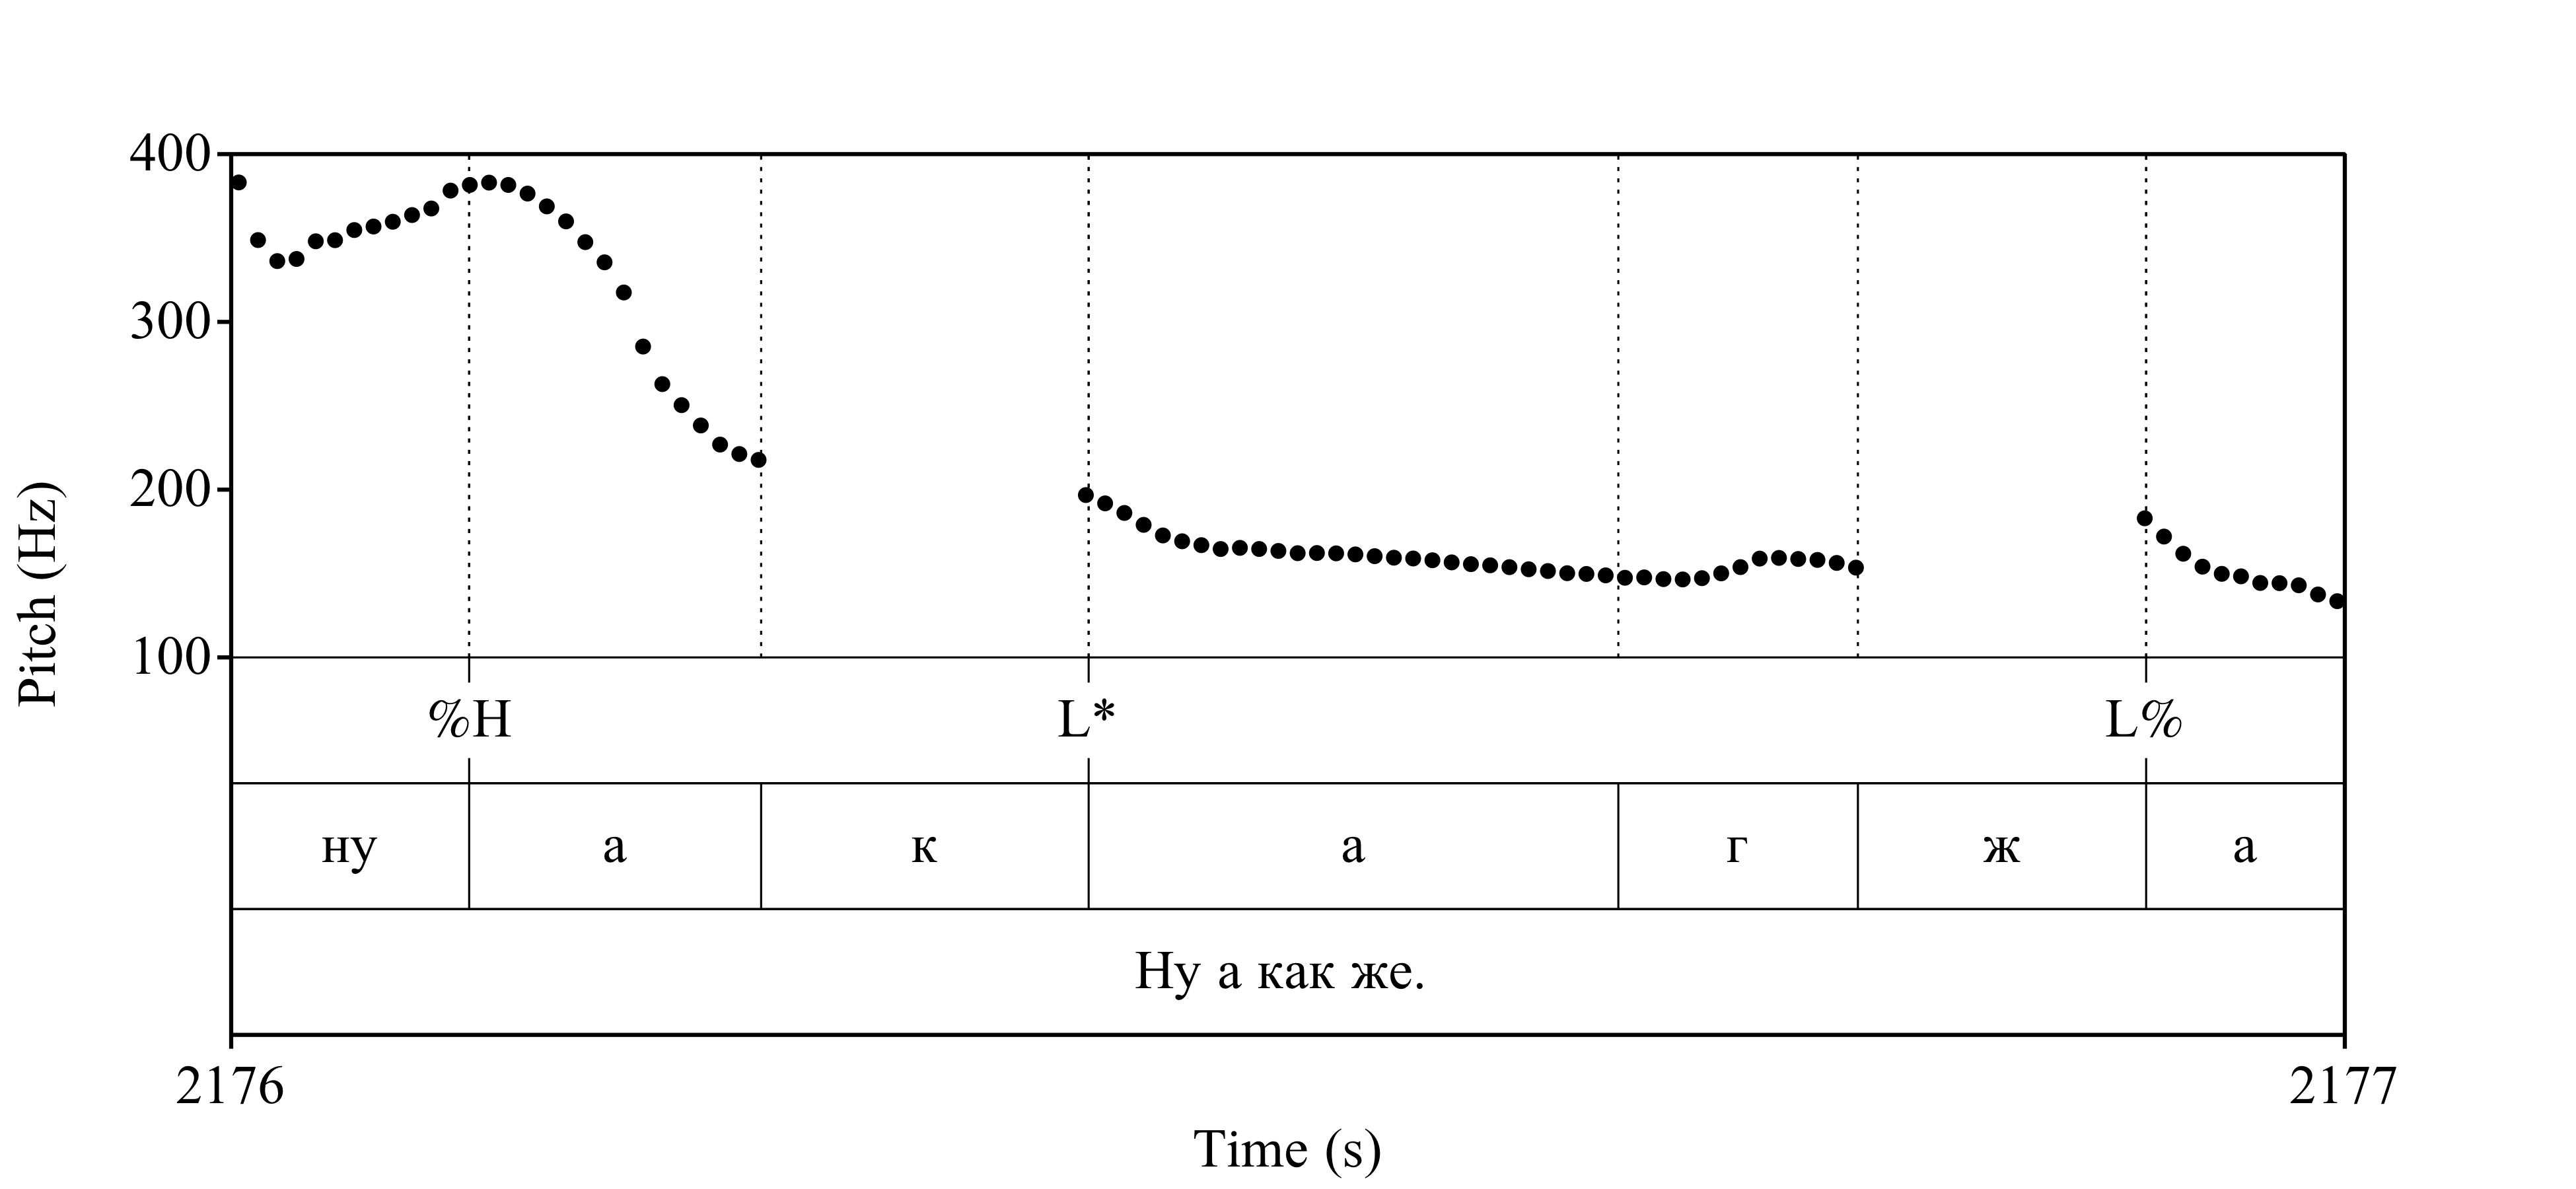 400
300
200
100
Pitch (Hz)
%H L* L%
ну а к а г ж а
Ну а как же.
2176 2177
Time (s)